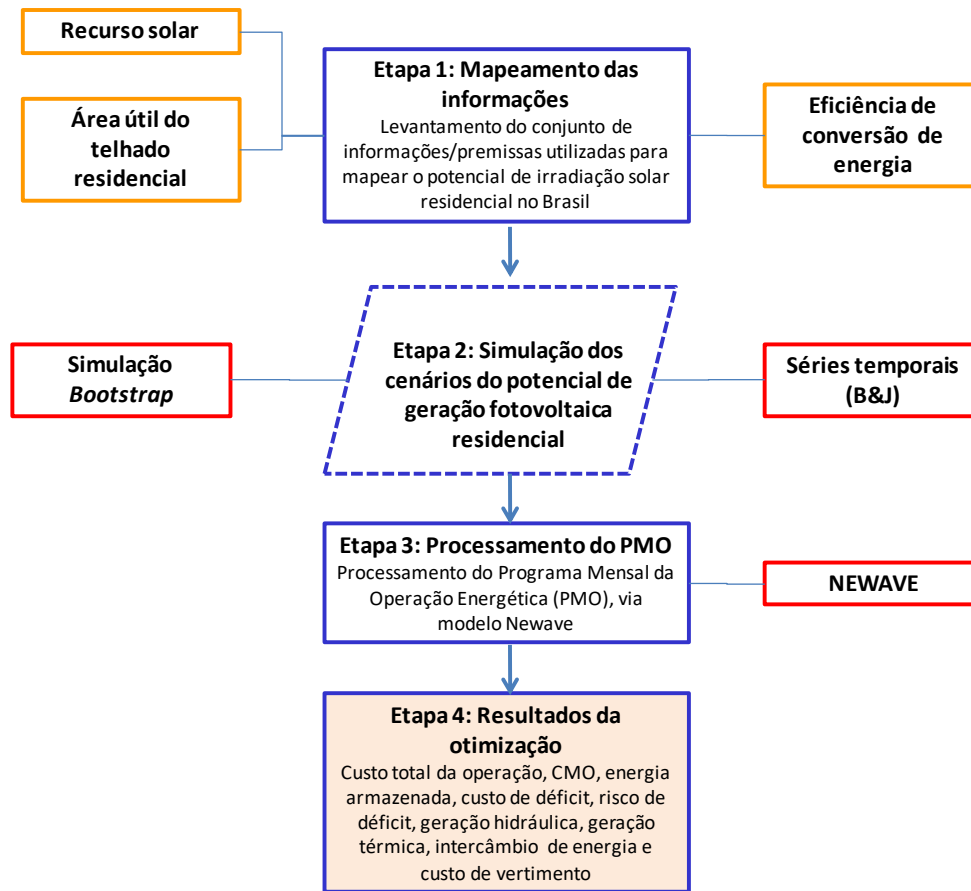 Recurso solar
Área útil do
telhado
residencial
Etapa 1: Mapeamento das
informações
Levantamento do conjunto de
informações/premissas utilizadas para
mapear o potencial de irradiação solar
residencial no Brasil
Eficiência de
conversão de
energia
Simulação
Bootstrap
Etapa 2: Simulação dos
cenários do potencial de
geração fotovoltaica
residencial
Séries temporais
(B&J)
Etapa 3: Processamento do PMO
Processamento do Programa Mensal da
Operação Energética (PMO), via
modelo Newave
NEWAVE
Etapa 4: Resultados da
otimização
Custo total da operação, CMO, energia
armazenada, custo de déficit, risco de
déficit, geração hidráulica, geração
térmica, intercâmbio de energia e
custo de vertimento